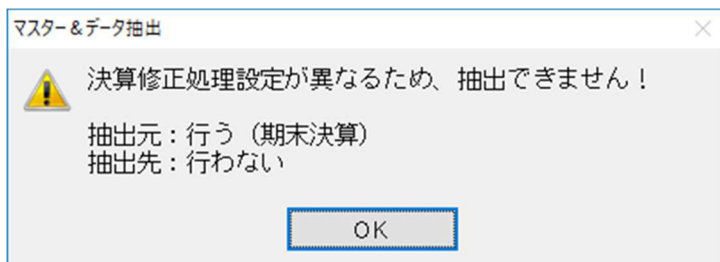 マスター&データ抽出
決算修正処理設定が異なるため、抽出できません！
抽出元：行う（期末決算）
抽出先：行わない
OK